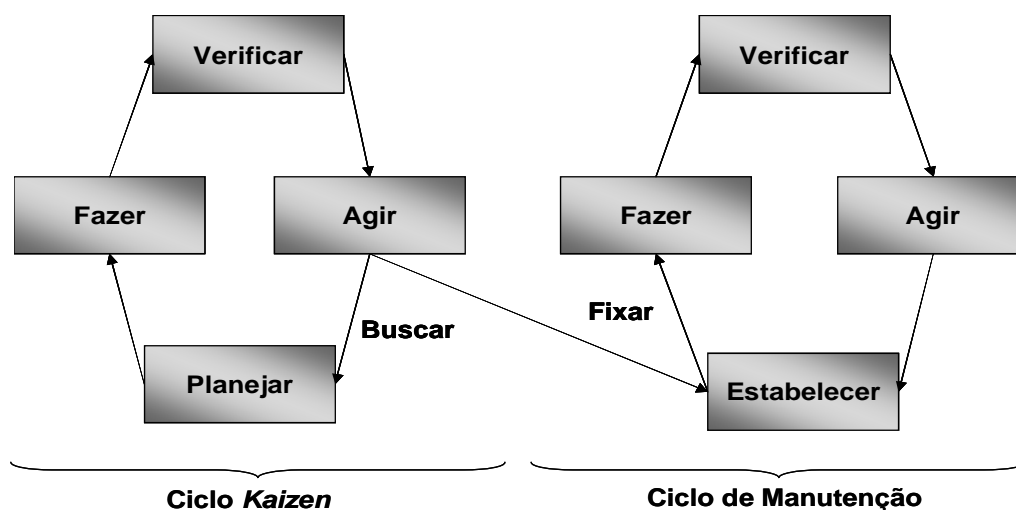 Verificar
Fazer
Agir
Buscar
Planejar
Ciclo Kaizen
Verificar
Fazer
Agir
Fixar
Estabelecer
Ciclo de Manutenção